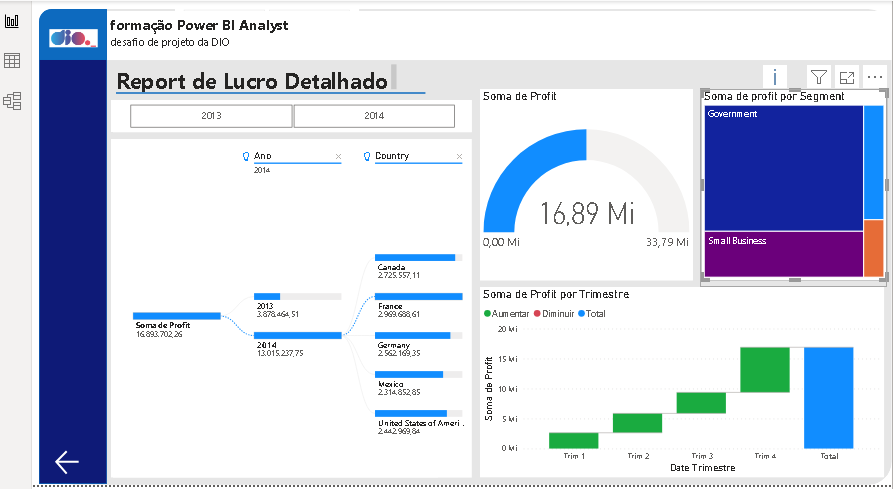 formação Power BI Analyst
dio.
desafio de projeto da DIO
Report de Lucro Detalhado
2013
2014
Ano
2014
Country
Soma de Profit
16.893.702,26
2013
3.878.464,51
2014
13.015.237,75
Canada
2.725.557,11
France
2.969.688,61
Germany
2.562.169,35
Mexico
2.314.852,85
United States of Ameri...
2.442.969,84
Soma de Profit
16,89 Mi
0,00 Mi
33,79 Mi
Soma de profit por Segment
Government
Small Business
Soma de Profit por Trimestre
Aumentar Diminuir Total
Soma de Profit
20 Mi
15 Mi
10 Mi
5 Mi
0 Mi
Trim 1
Trim 2
Trim 3
Trim 4
Total
Date Trimestre